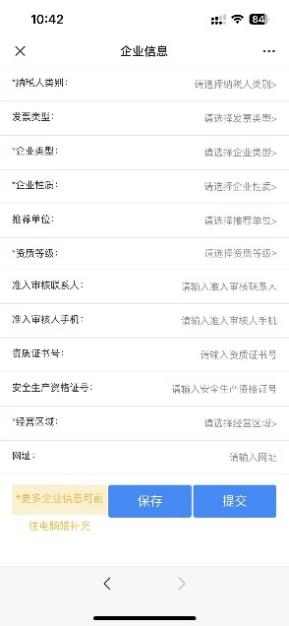 10:42 84
企业信息
*纳税人类别: 请选择纳税人类别>
发票类型: 请选择发票类型>
*企业类型: 请选择企业类型>
*企业性质: 请选择企业性质>
推荐单位: 请选择推荐单位>
*资质等级: 请选择资质等级>
准入审核联系人: 请输入准入审核联系人
准入审核人手机: 请输入准入审核人手机
资质证书号: 请输入资质证书号
安全生产资格证号: 请输入安全生产资格证号
*经营区域: 请选择经营区域>
网址: 请输入网址
*更多企业信息可前
往电脑端补充
保存
提交